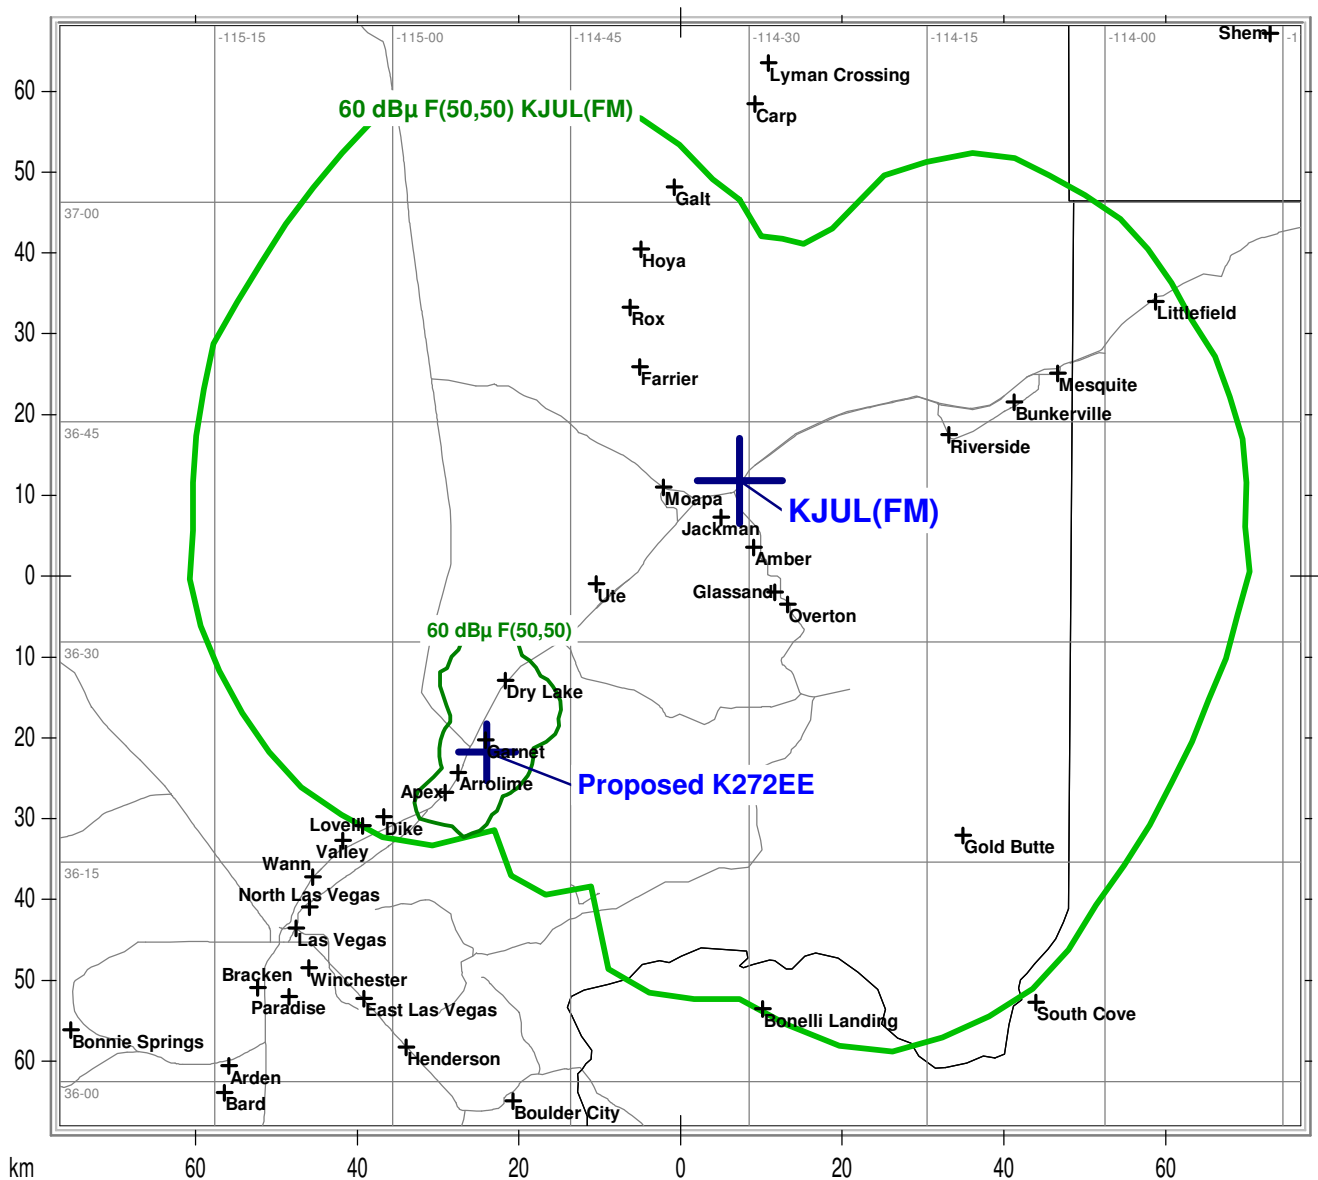 -115-15
-115-00
-114-45
-114-30
-114-15
-114-00
-1
Shem
Lyman Crossing
60
60 dBµ F(50,50) KJUL(FM)
Carp
50
Galt
37-00
40
Hoya
Littlefield
30
Rox
Farrier
Mesquite
20
Bunkerville
36-45
Riverside
10
Moapa
KJUL(FM)
Jackman
Amber
0
Glassand
Ute
Overton
60 dBµ F(50,50)
10
36-30
Dry Lake
20
Garnet
Arrolime
Proposed K272EE
Apex
30
Lovell
Dike
Gold Butte
Valley
Wann
36-15
North Las Vegas
40
Las Vegas
Bracken
Winchester
50
Paradise
East Las Vegas
South Cove
Bonelli Landing
Bonnie Springs
60
Henderson
Arden
36-00
Bard
Boulder City
km
60
40
20
0
20
40
60